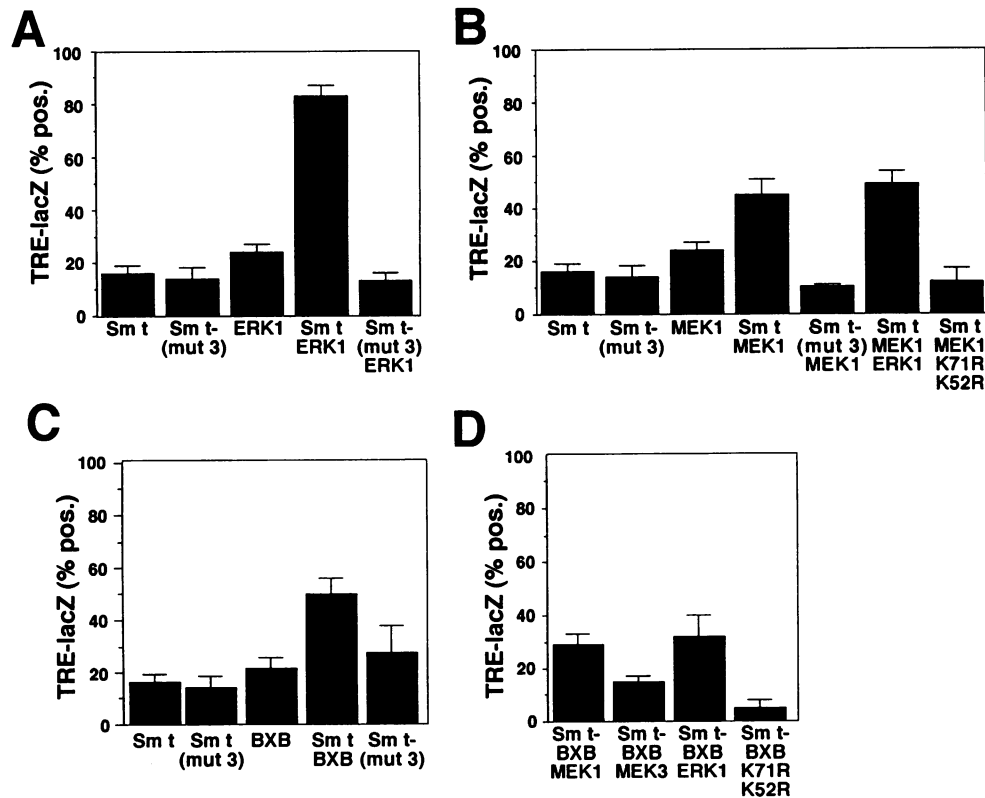 A
TRE-lacZ (% pos.)
100
80
60
40
20
0
Sm t
Sm t-
(mut 3)
ERK1
Sm t
ERK1
Sm t-
(mut 3)
ERK1
B
TRE-lacZ (% pos.)
100
80
60
40
20
0
Sm t
Sm t-
(mut 3)
MEK1
Sm t
MEK1
Sm t-
(mut 3)
MEK1
Sm t
MEK1
ERK1
Sm t
MEK1
K71R
K52R
C
TRE-lacZ (% pos.)
100
80
60
40
20
0
Sm t
Sm t
(mut 3)
BXB
Sm t
BXB
Sm t-
(mut 3)
D
TRE-lacZ (% pos.)
100
80
60
40
20
0
Sm t-
BXB
MEK1
Sm t-
BXB
MEK3
Sm t-
BXB
ERK1
Sm t-
BXB
K71R
K52R